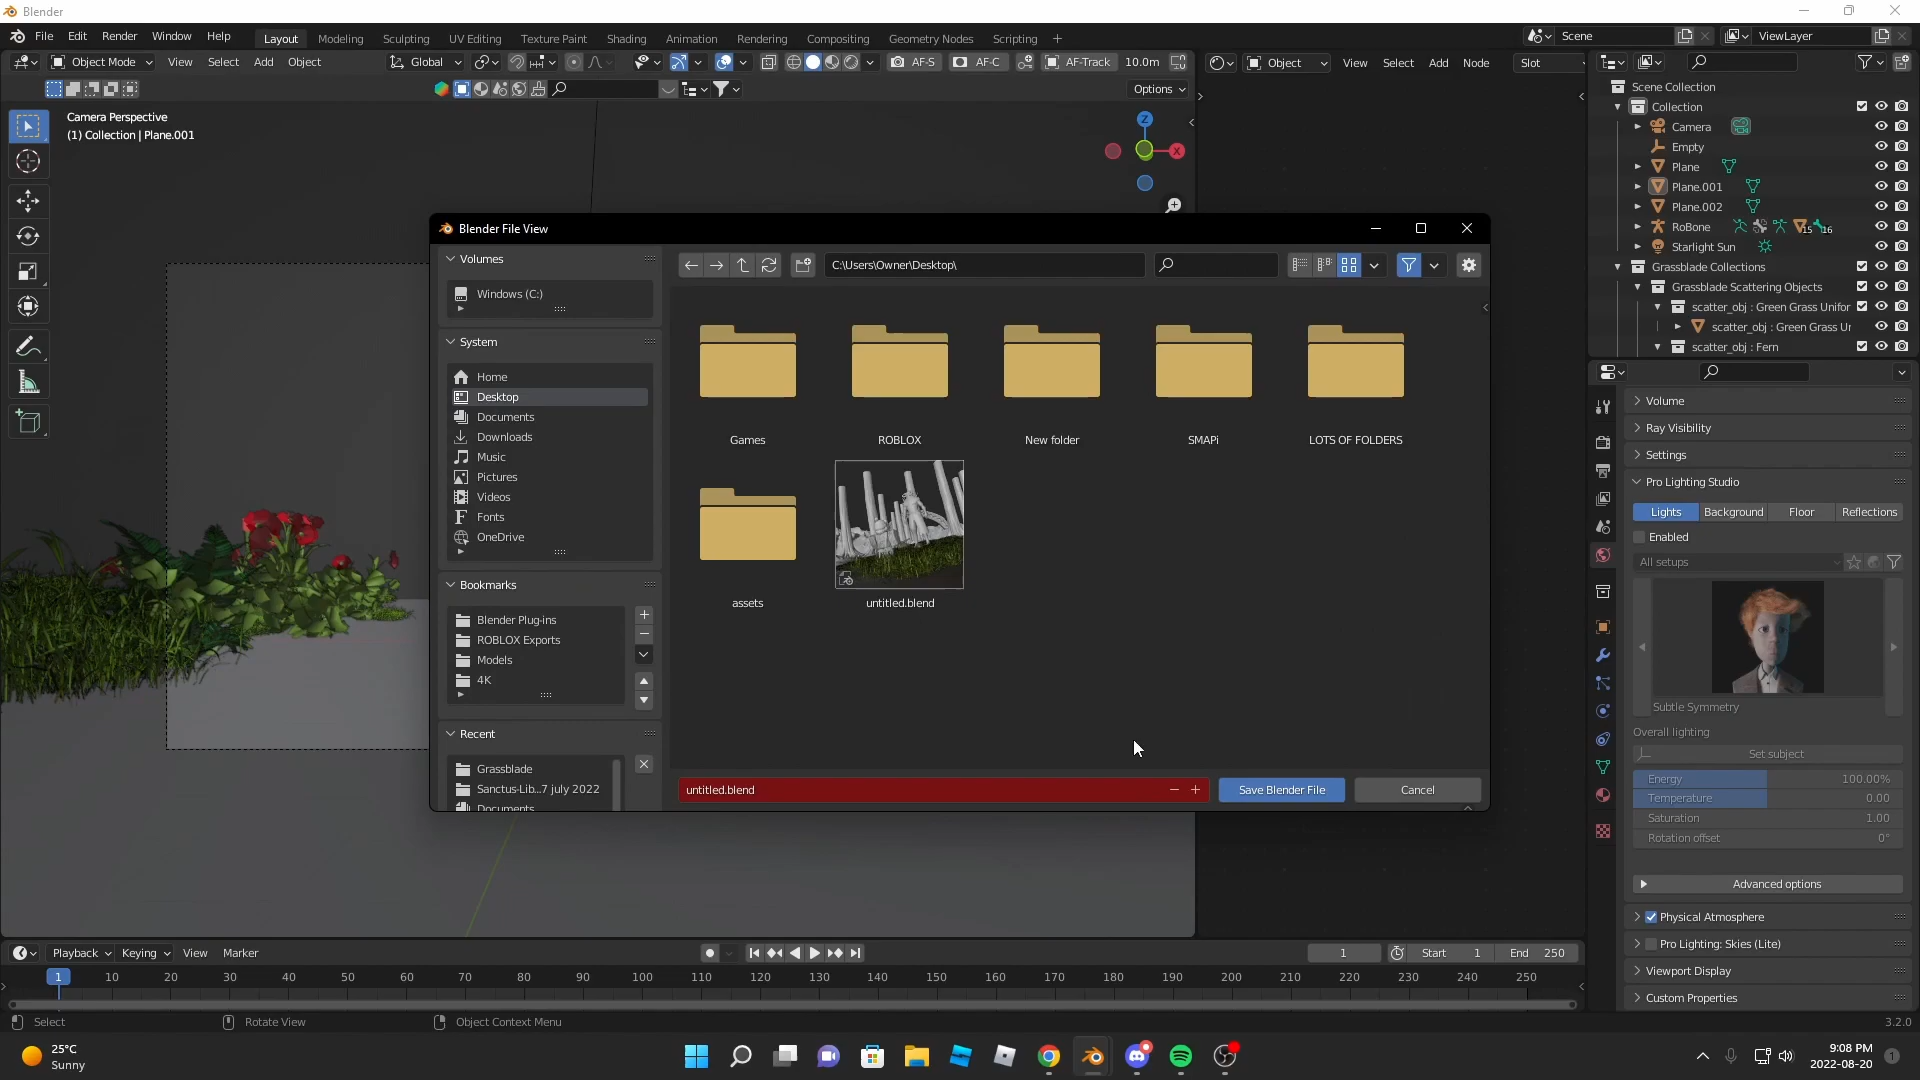 Blender
File Edit Render Window Help Layout Modeling Sculpting UV Editing Texture Paint Shading Animation Rendering Compositing Geometry Nodes Scripting + Scene ViewLayer
Object Mode View Select Add Object Global AF-S AF-C AF-Track 10.0m Object View Select Add Node Slot
Options
Camera Perspective
(1) Collection | Plane.001
Z
X
Scene Collection
Collection
Camera
Empty
Plane
Plane.001
Plane.002
RoBone 15 16
Starlight Sun
Grassblade Collections
Grassblade Scattering Objects
scatter_obj : Green Grass Unifor
scatter_obj : Green Grass Ur
scatter_obj : Fern
Blender File View
Volumes
Windows (C:)
System
Home
Desktop
Documents
Downloads
Music
Pictures
Videos
Fonts
OneDrive
Bookmarks
Blender Plug-ins
ROBLOX Exports
Models
4K
Recent
Grassblade
Sanctus-Lib...7 july 2022
Documents
C:\Users\Owner\Desktop\
Games ROBLOX New folder SMAPi LOTS OF FOLDERS
assets untitled.blend
untitled.blend Save Blender File Cancel
Volume
Ray Visibility
Settings
Pro Lighting Studio
Lights Background Floor Reflections
Enabled
All setups
Subtle Symmetry
Overall lighting
Set subject
Energy 100.00%
Temperature 0.00
Saturation 1.00
Rotation offset 0°
Advanced options
Physical Atmosphere
Pro Lighting: Skies (Lite)
Viewport Display
Custom Properties
Playback Keying View Marker 1 Start 1 End 250
1 10 20 30 40 50 60 70 80 90 100 110 120 130 140 150 160 170 180 190 200 210 220 230 240 250
Select Rotate View Object Context Menu 3.2.0
25°C
Sunny
9:08 PM
2022-08-20
1